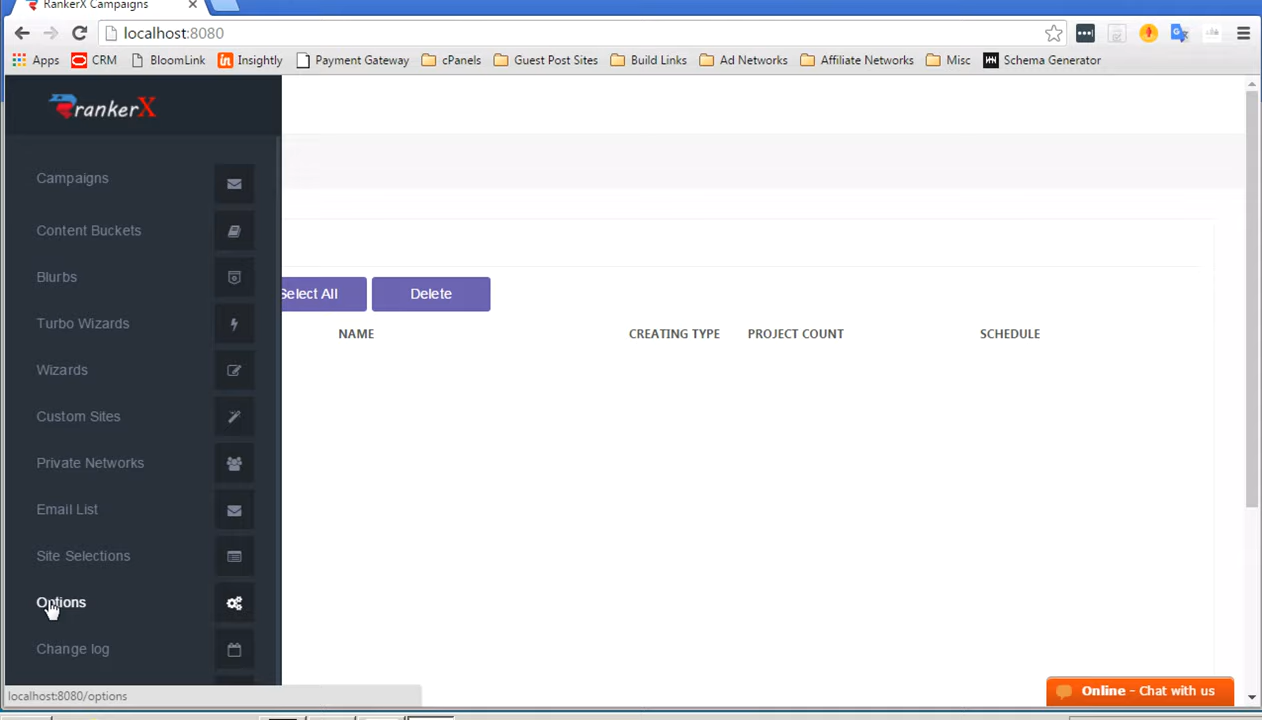 RankerX Campaigns
localhost:8080
Apps CRM BloomLink Insightly Payment Gateway cPanels Guest Post Sites Build Links Ad Networks Affiliate Networks Misc Schema Generator
rankerX
Campaigns
Content Buckets
Blurbs
Select All Delete
Turbo Wizards
NAME CREATING TYPE PROJECT COUNT SCHEDULE
Wizards
Custom Sites
Private Networks
Email List
Site Selections
Options
Change log
localhost:8080/options
Online - Chat with us